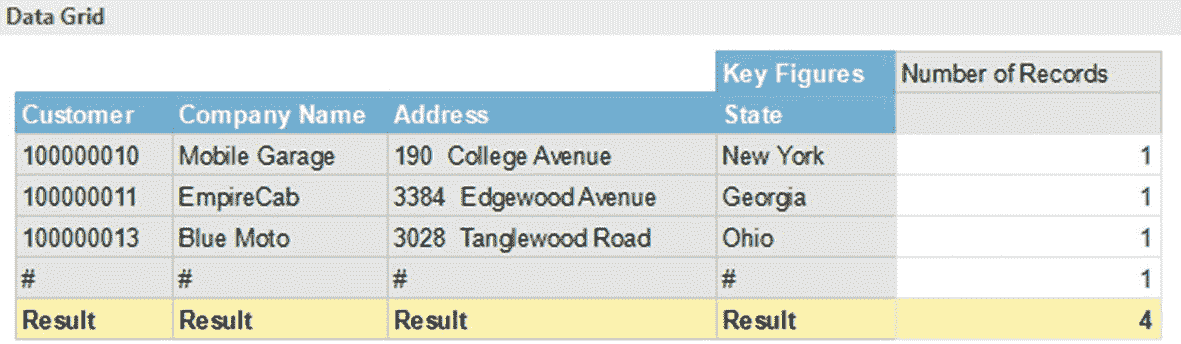 Data Grid
Key Figures Number of Records
Customer Company Name Address State
100000010 Mobile Garage 190 College Avenue New York 1
100000011 EmpireCab 3384 Edgewood Avenue Georgia 1
100000013 Blue Moto 3028 Tanglewood Road Ohio 1
# # # # 1
Result Result Result Result 4